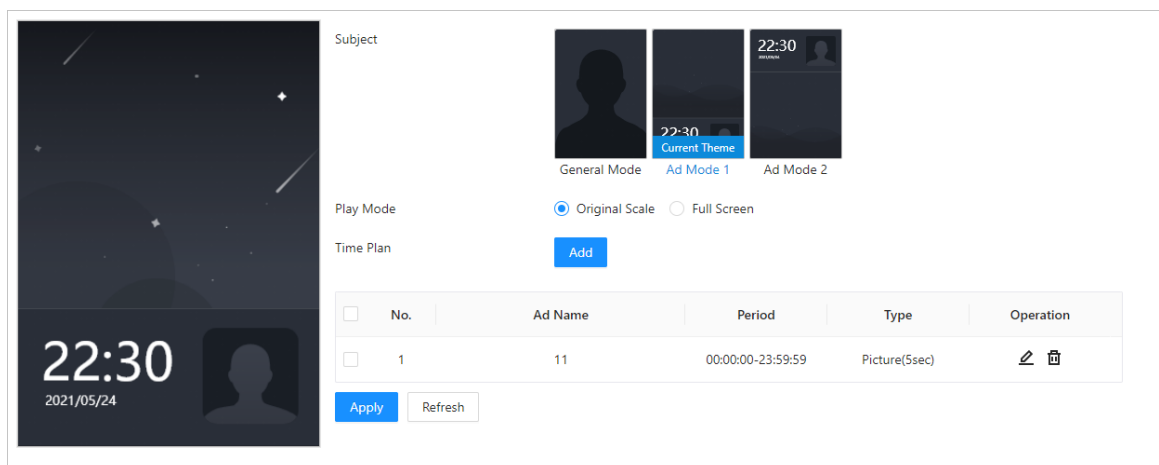 22:30
2021/05/24
Subject
22:30
Current Theme
22:30
General Mode
Ad Mode 1
Ad Mode 2
Play Mode
Original Scale
Full Screen
Time Plan
Add
No. Ad Name Period Type Operation
1 11 00:00:00-23:59:59 Picture(5sec)
Apply Refresh